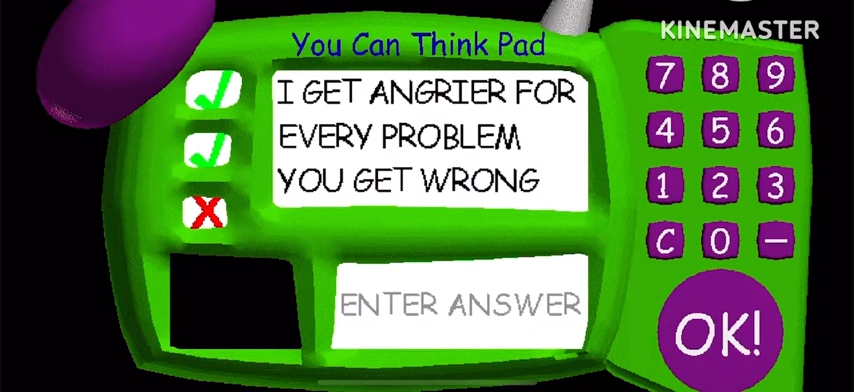 KINEMASTER
You Can Think Pad
I GET ANGRIER FOR
EVERY PROBLEM
YOU GET WRONG
ENTER ANSWER
7 8 9
4 5 6
1 2 3
C 0 −
OK!